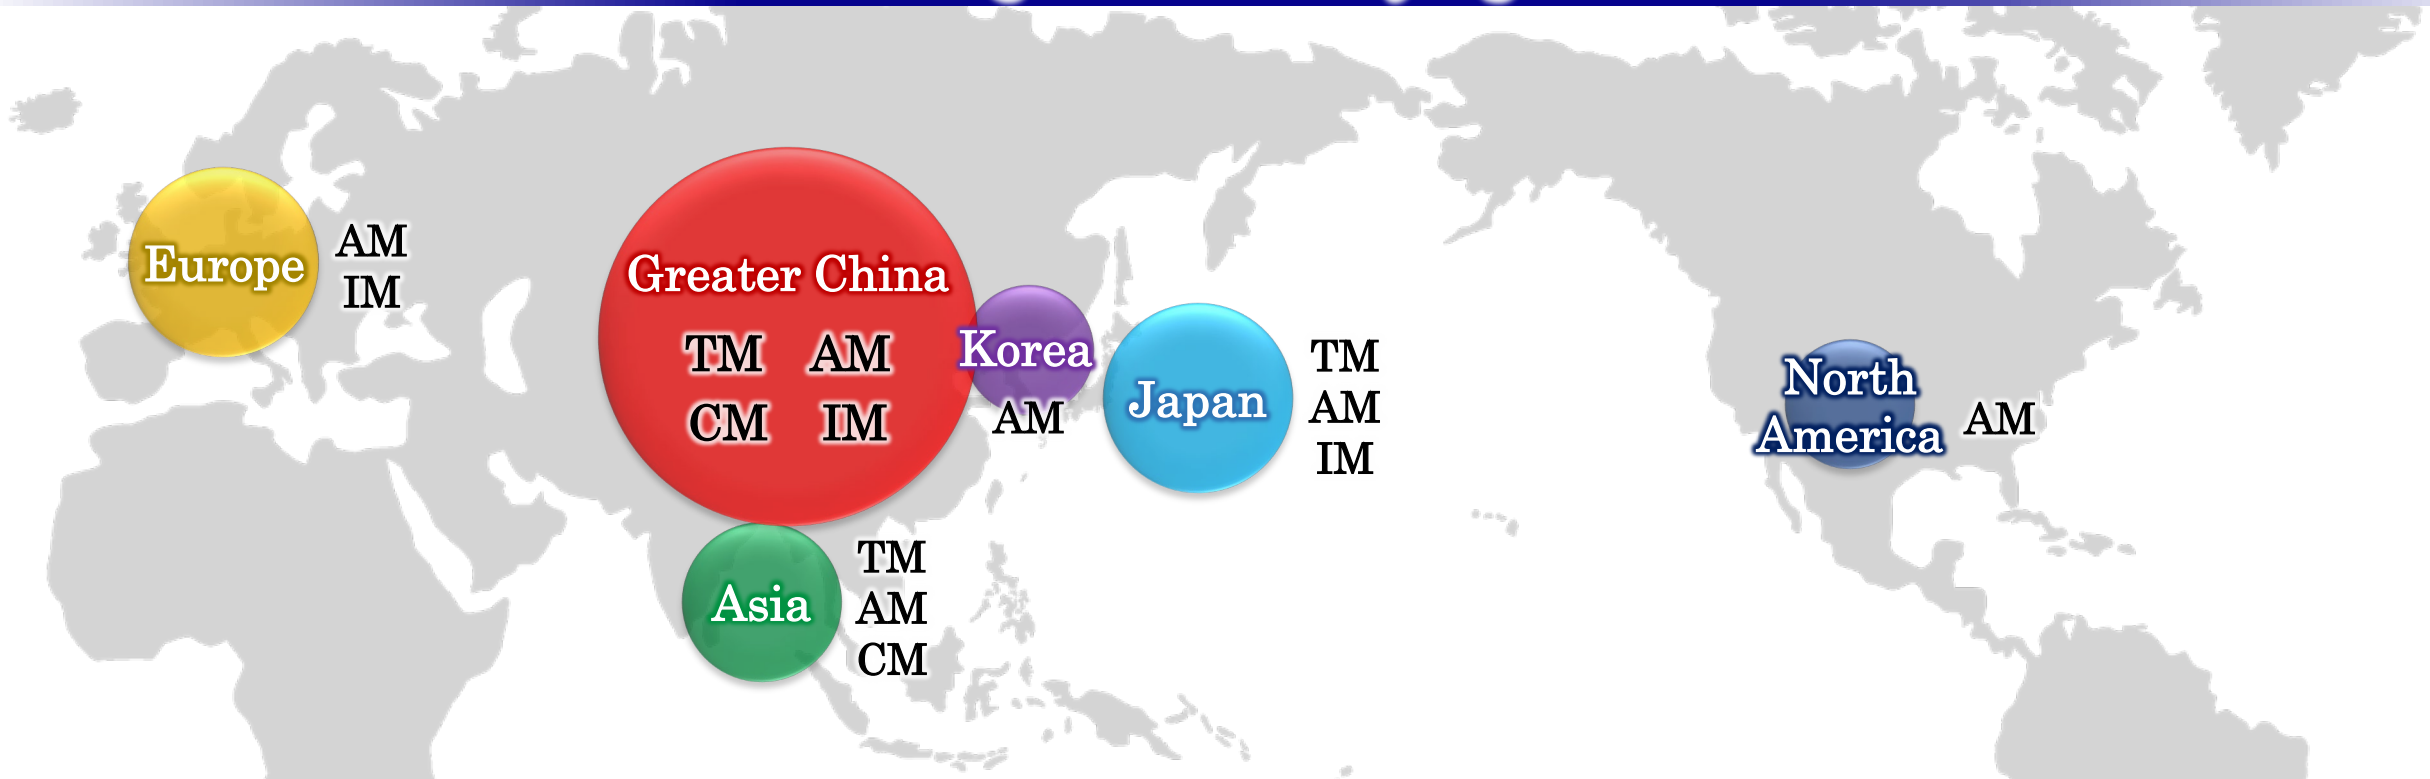 Europe
AM
IM
Greater China
TM AM
CM IM
Korea
AM
Japan
TM
AM
IM
North
America
AM
Asia
TM
AM
CM